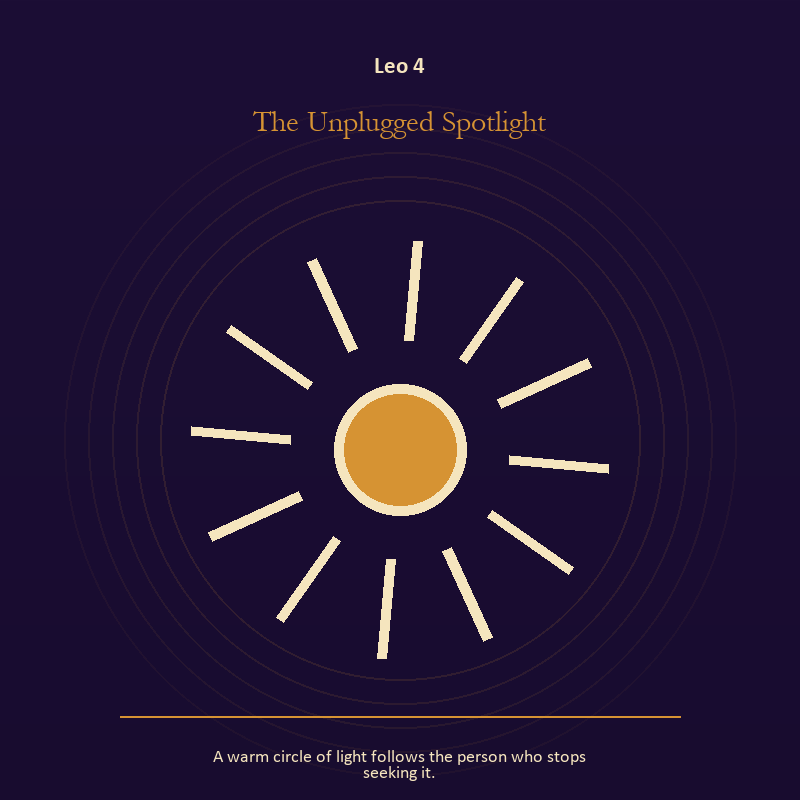 Leo 4
The Unplugged Spotlight
A warm circle of light follows the person who stops
seeking it.